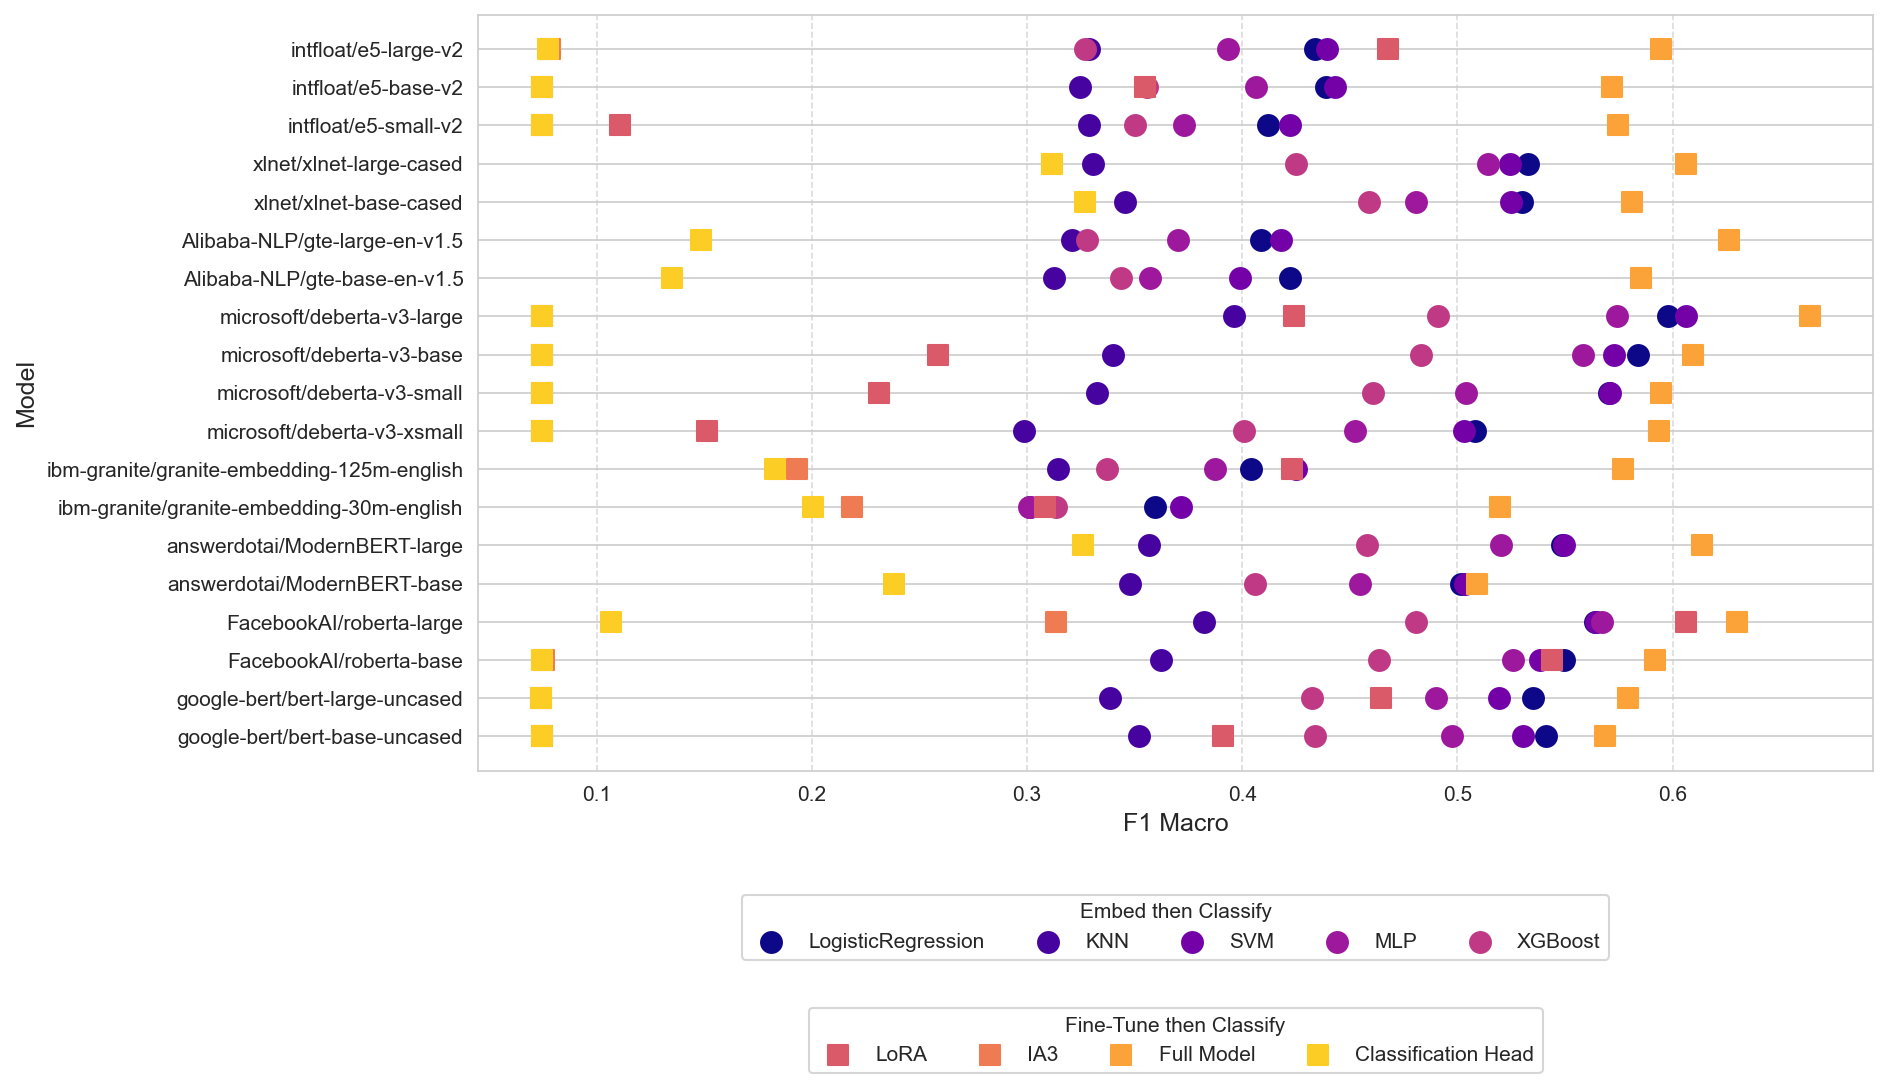 intfloat/e5-large-v2
intfloat/e5-base-v2
intfloat/e5-small-v2
xlnet/xlnet-large-cased
xlnet/xlnet-base-cased
Alibaba-NLP/gte-large-en-v1.5
Alibaba-NLP/gte-base-en-v1.5
microsoft/deberta-v3-large
microsoft/deberta-v3-base
microsoft/deberta-v3-small
microsoft/deberta-v3-xsmall
ibm-granite/granite-embedding-125m-english
ibm-granite/granite-embedding-30m-english
answerdotai/ModernBERT-large
answerdotai/ModernBERT-base
FacebookAI/roberta-large
FacebookAI/roberta-base
google-bert/bert-large-uncased
google-bert/bert-base-uncased
Model
0.1 0.2 0.3 0.4 0.5 0.6
F1 Macro
Embed then Classify
LogisticRegression KNN SVM MLP XGBoost
Fine-Tune then Classify
LoRA IA3 Full Model Classification Head